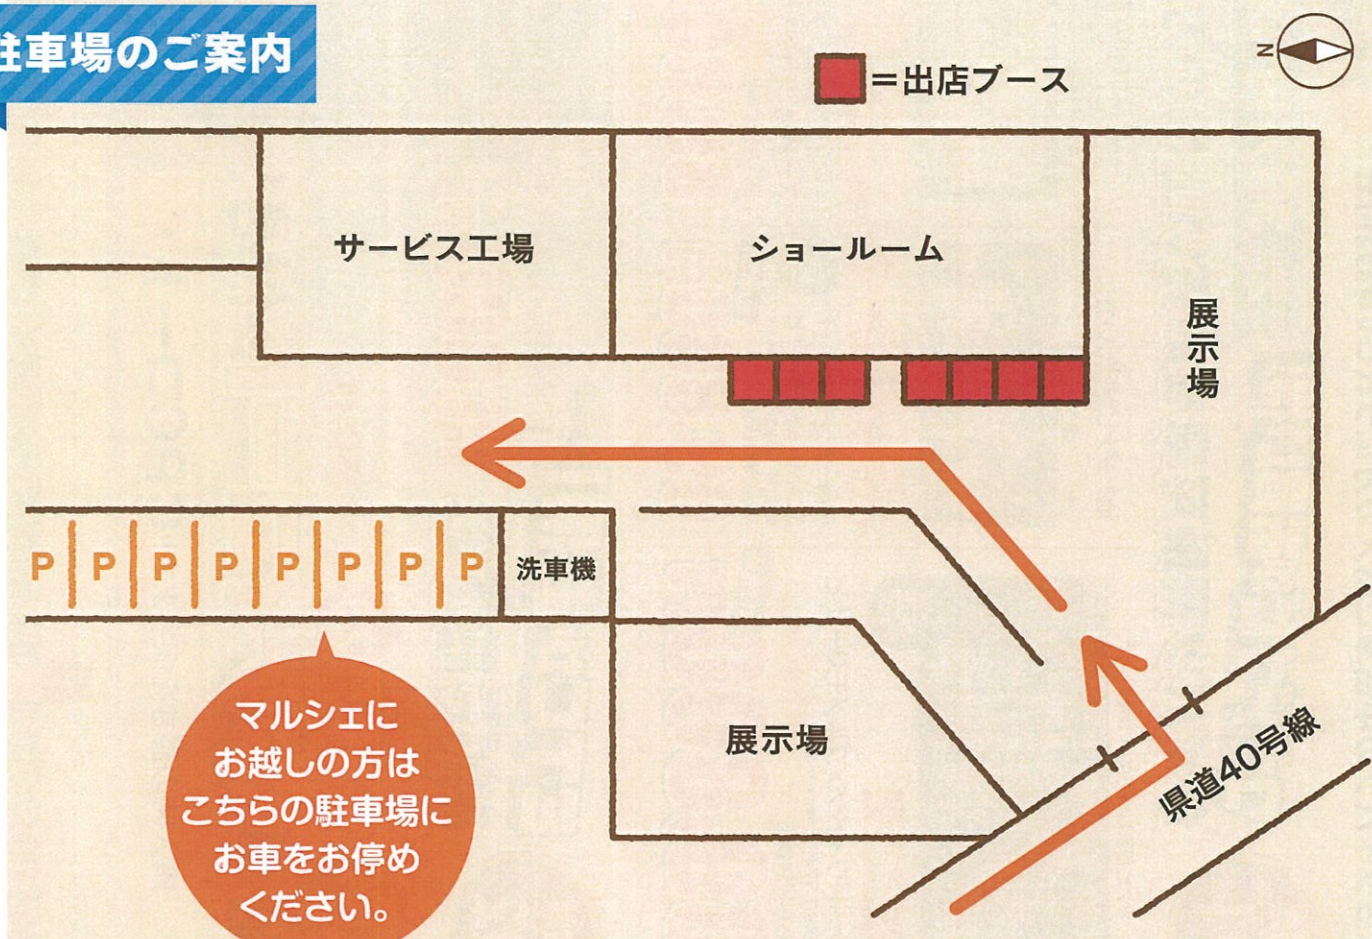 駐車場のご案内
=出店ブース
N
サービス工場
ショールーム
展示場
P P P P P P P P
洗車機
展示場
県道40号線
マルシェに
お越しの方は
こちらの駐車場に
お車をお停め
ください。